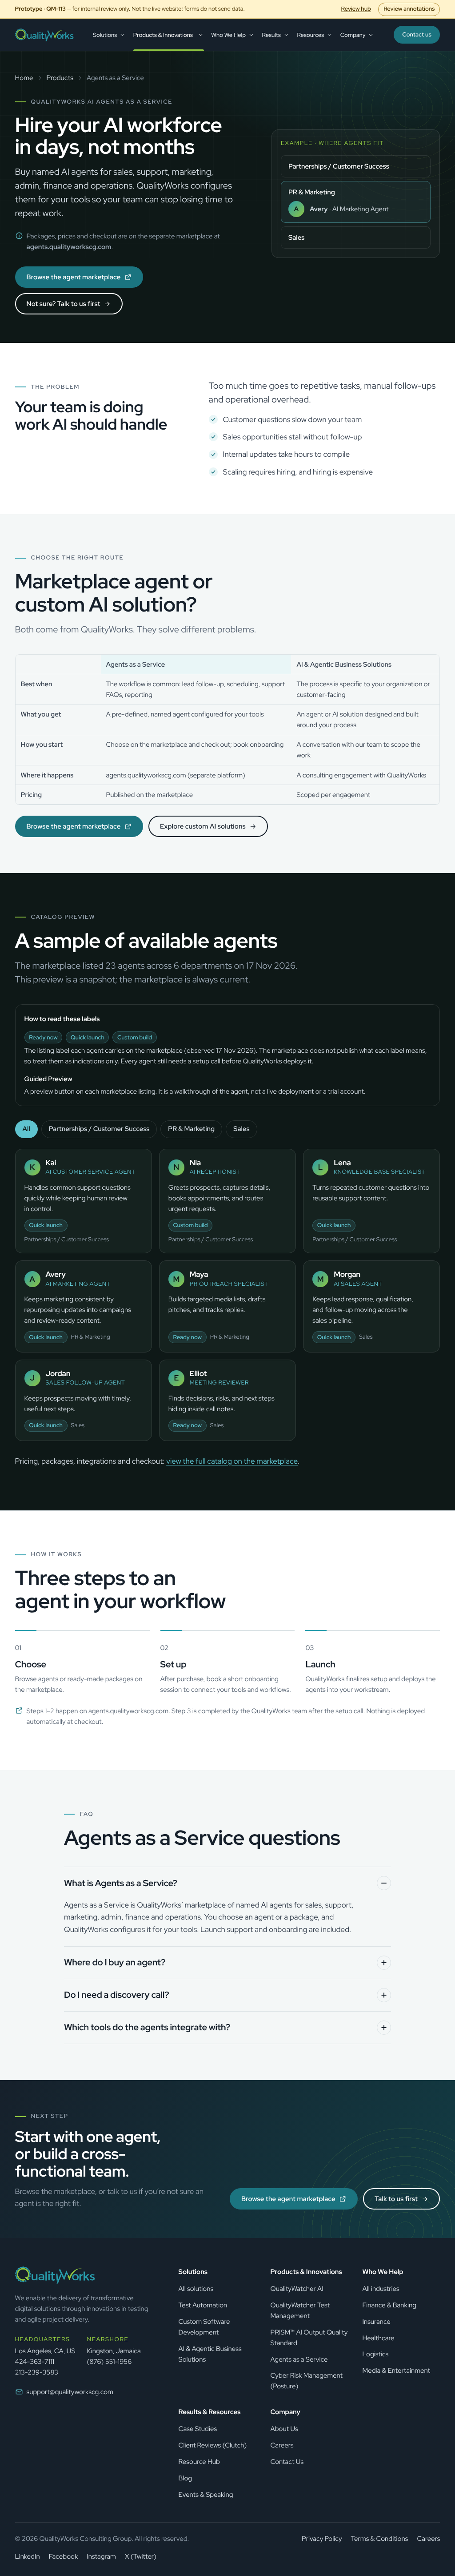 Prototype · QM-113 — for internal review only. Not the live website; forms do not send data.
Review hub
Review annotations
QualityWorks
Solutions
Products & Innovations
Who We Help
Results
Resources
Company
Contact us
Home > Products > Agents as a Service
QUALITYWORKS AI AGENTS AS A SERVICE
Hire your AI workforce
in days, not months
Buy named AI agents for sales, support, marketing,
admin, finance and operations. QualityWorks configures
them for your tools so your team can stop losing time to
repeat work.
Packages, prices and checkout are on the separate marketplace at
agents.qualityworkscg.com.
Browse the agent marketplace
Not sure? Talk to us first
EXAMPLE · WHERE AGENTS FIT
Partnerships / Customer Success
PR & Marketing
A
Avery · AI Marketing Agent
Sales
THE PROBLEM
Your team is doing
work AI should handle
Too much time goes to repetitive tasks, manual follow-ups
and operational overhead.
Customer questions slow down your team
Sales opportunities stall without follow-up
Internal updates take hours to compile
Scaling requires hiring, and hiring is expensive
CHOOSE THE RIGHT ROUTE
Marketplace agent or
custom AI solution?
Both come from QualityWorks. They solve different problems.
Agents as a Service
AI & Agentic Business Solutions
Best when
The workflow is common: lead follow-up, scheduling, support
FAQs, reporting
The process is specific to your organization or
customer-facing
What you get
A pre-defined, named agent configured for your tools
An agent or AI solution designed and built
around your process
How you start
Choose on the marketplace and check out; book onboarding
A conversation with our team to scope the
work
Where it happens
agents.qualityworkscg.com (separate platform)
A consulting engagement with QualityWorks
Pricing
Published on the marketplace
Scoped per engagement
Browse the agent marketplace
Explore custom AI solutions
CATALOG PREVIEW
A sample of available agents
The marketplace listed 23 agents across 6 departments on 17 Nov 2026.
This preview is a snapshot; the marketplace is always current.
How to read these labels
Ready now
Quick launch
Custom build
The listing label each agent carries on the marketplace (observed 17 Nov 2026). The marketplace does not publish what each label means,
so treat them as indications only. Every agent still needs a setup call before QualityWorks deploys it.
Guided Preview
A preview button on each marketplace listing. It is a walkthrough of the agent, not a live deployment or a trial account.
All
Partnerships / Customer Success
PR & Marketing
Sales
K
Kai
AI CUSTOMER SERVICE AGENT
Handles common support questions
quickly while keeping human review
in control.
Quick launch
Partnerships / Customer Success
N
Nia
AI RECEPTIONIST
Greets prospects, captures details,
books appointments, and routes
urgent requests.
Custom build
Partnerships / Customer Success
L
Lena
KNOWLEDGE BASE SPECIALIST
Turns repeated customer questions into
reusable support content.
Quick launch
Partnerships / Customer Success
A
Avery
AI MARKETING AGENT
Keeps marketing consistent by
repurposing updates into campaigns
and review-ready content.
Quick launch
PR & Marketing
M
Maya
PR OUTREACH SPECIALIST
Builds targeted media lists, drafts
pitches, and tracks replies.
Ready now
PR & Marketing
M
Morgan
AI SALES AGENT
Keeps lead response, qualification,
and follow-up moving across the
sales pipeline.
Quick launch
Sales
J
Jordan
SALES FOLLOW-UP AGENT
Keeps prospects moving with timely,
useful next steps.
Quick launch
Sales
E
Elliot
MEETING REVIEWER
Finds decisions, risks, and next steps
hiding inside call notes.
Ready now
Sales
Pricing, packages, integrations and checkout: view the full catalog on the marketplace.
HOW IT WORKS
Three steps to an
agent in your workflow
01
Choose
Browse agents or ready-made packages on
the marketplace.
02
Set up
After purchase, book a short onboarding
session to connect your tools and workflows.
03
Launch
QualityWorks finalizes setup and deploys the
agents into your workstream.
Steps 1–2 happen on agents.qualityworkscg.com. Step 3 is completed by the QualityWorks team after the setup call. Nothing is deployed
automatically at checkout.
FAQ
Agents as a Service questions
What is Agents as a Service?
Agents as a Service is QualityWorks' marketplace of named AI agents for sales, support,
marketing, admin, finance and operations. You choose an agent or a package, and
QualityWorks configures it for your tools. Launch support and onboarding are included.
Where do I buy an agent?
Do I need a discovery call?
Which tools do the agents integrate with?
NEXT STEP
Start with one agent,
or build a cross-
functional team.
Browse the marketplace, or talk to us if you're not sure an
agent is the right fit.
Browse the agent marketplace
Talk to us first
QualityWorks
We enable the delivery of transformative
digital solutions through innovations in testing
and agile project delivery.
HEADQUARTERS
Los Angeles, CA, US
424-363-7111
213-239-3583
NEARSHORE
Kingston, Jamaica
(876) 551-1956
support@qualityworkscg.com
Solutions
All solutions
Test Automation
Custom Software
Development
AI & Agentic Business
Solutions
Products & Innovations
QualityWatcher AI
QualityWatcher Test
Management
PRISM™ AI Output Quality
Standard
Agents as a Service
Cyber Risk Management
(Posture)
Who We Help
All industries
Finance & Banking
Insurance
Healthcare
Logistics
Media & Entertainment
Results & Resources
Case Studies
Client Reviews (Clutch)
Resource Hub
Blog
Events & Speaking
Company
About Us
Careers
Contact Us
© 2026 QualityWorks Consulting Group. All rights reserved.
Privacy Policy
Terms & Conditions
Careers
LinkedIn
Facebook
Instagram
X (Twitter)